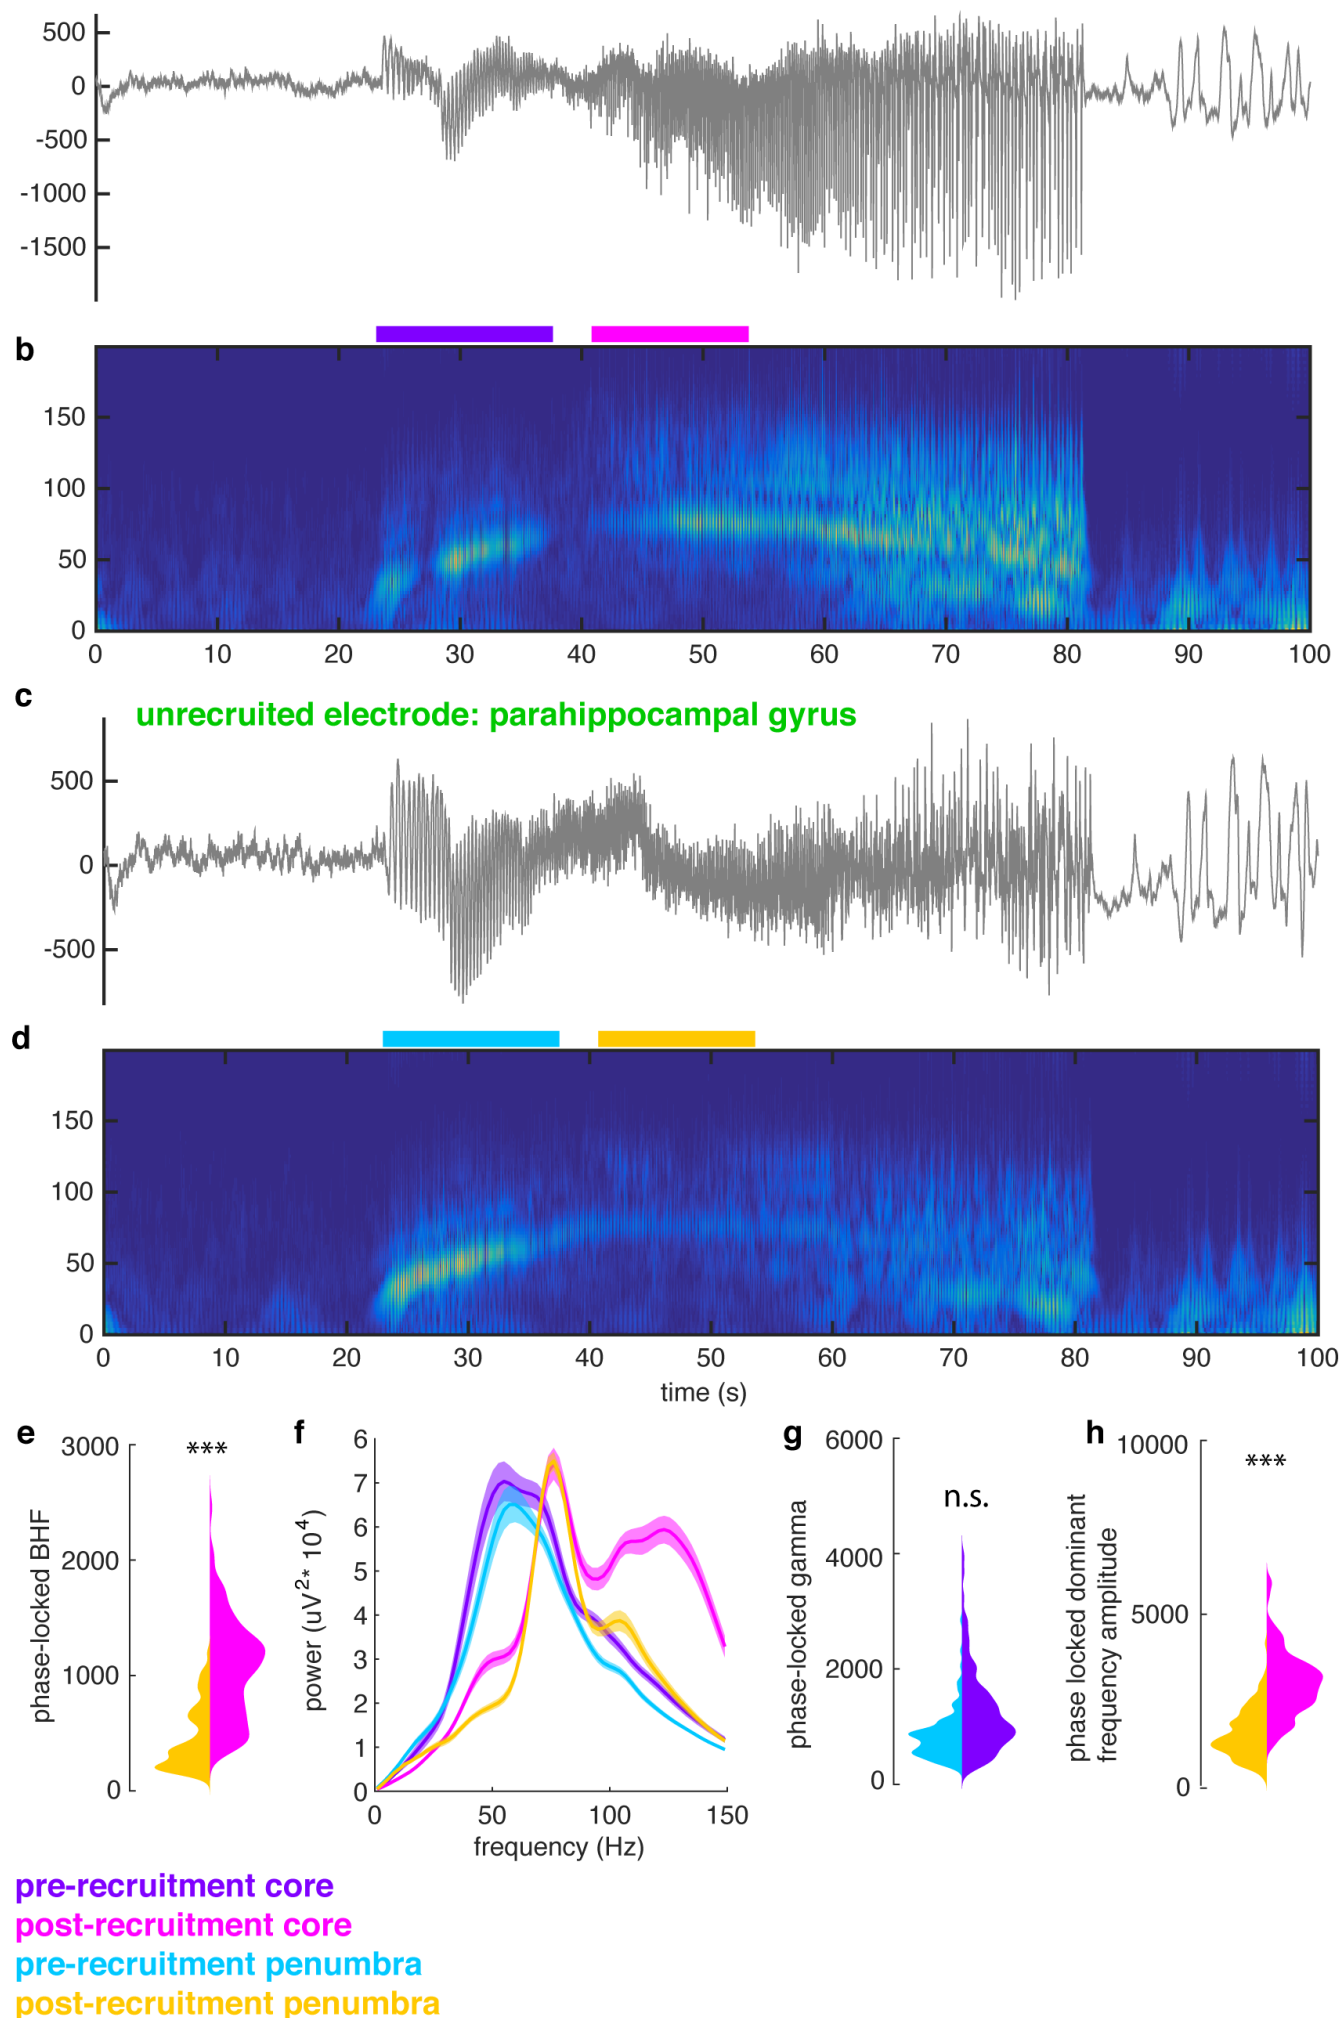 500
0
-500
-1000
-1500
b
150
100
50
0
0 10 20 30 40 50 60 70 80 90 100
c
unrecruited electrode: parahippocampal gyrus
500
0
-500
d
150
100
50
0
0 10 20 30 40 50 60 70 80 90 100
time (s)
e
phase-locked BHF
3000
2000
1000
0
***
f
power (uV2* 10^4)
6
7
6
5
4
3
2
1
0
0 50 100 150
frequency (Hz)
g
phase-locked gamma
6000
4000
2000
0
n.s.
h
phase locked dominant
frequency amplitude
10000
5000
0
***
pre-recruitment core
post-recruitment core
pre-recruitment penumbra
post-recruitment penumbra